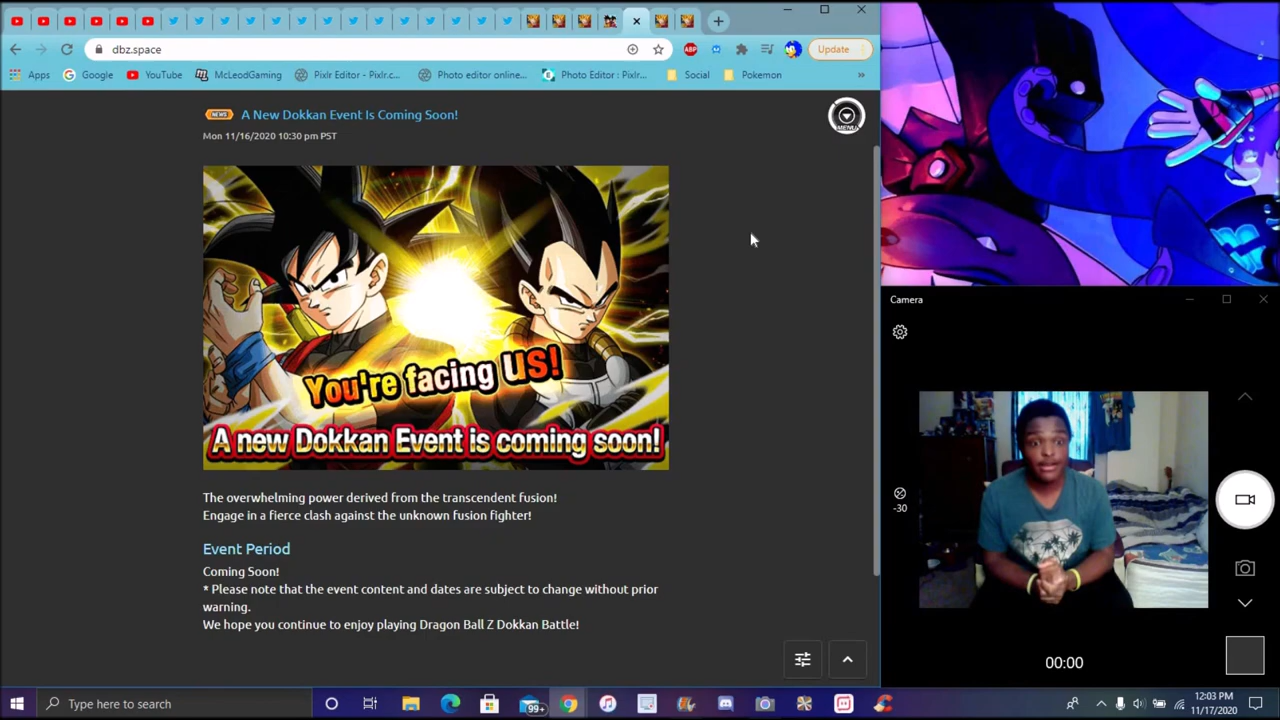 dbz.space
ABP
Update
Apps
Google
YouTube
McLeodGaming
Pixlr Editor - Pixlr.c...
Photo editor online...
Photo Editor : Pixlr...
Social
Pokemon
»
NEWS
A New Dokkan Event Is Coming Soon!
Mon 11/16/2020 10:30 pm PST
MENU
You're facing US!
A new Dokkan Event is coming soon!
The overwhelming power derived from the transcendent fusion!
Engage in a fierce clash against the unknown fusion fighter!
Event Period
Coming Soon!
* Please note that the event content and dates are subject to change without prior
warning.
We hope you continue to enjoy playing Dragon Ball Z Dokkan Battle!
Camera
-30
00:00
Type here to search
99+
12:03 PM
11/17/2020